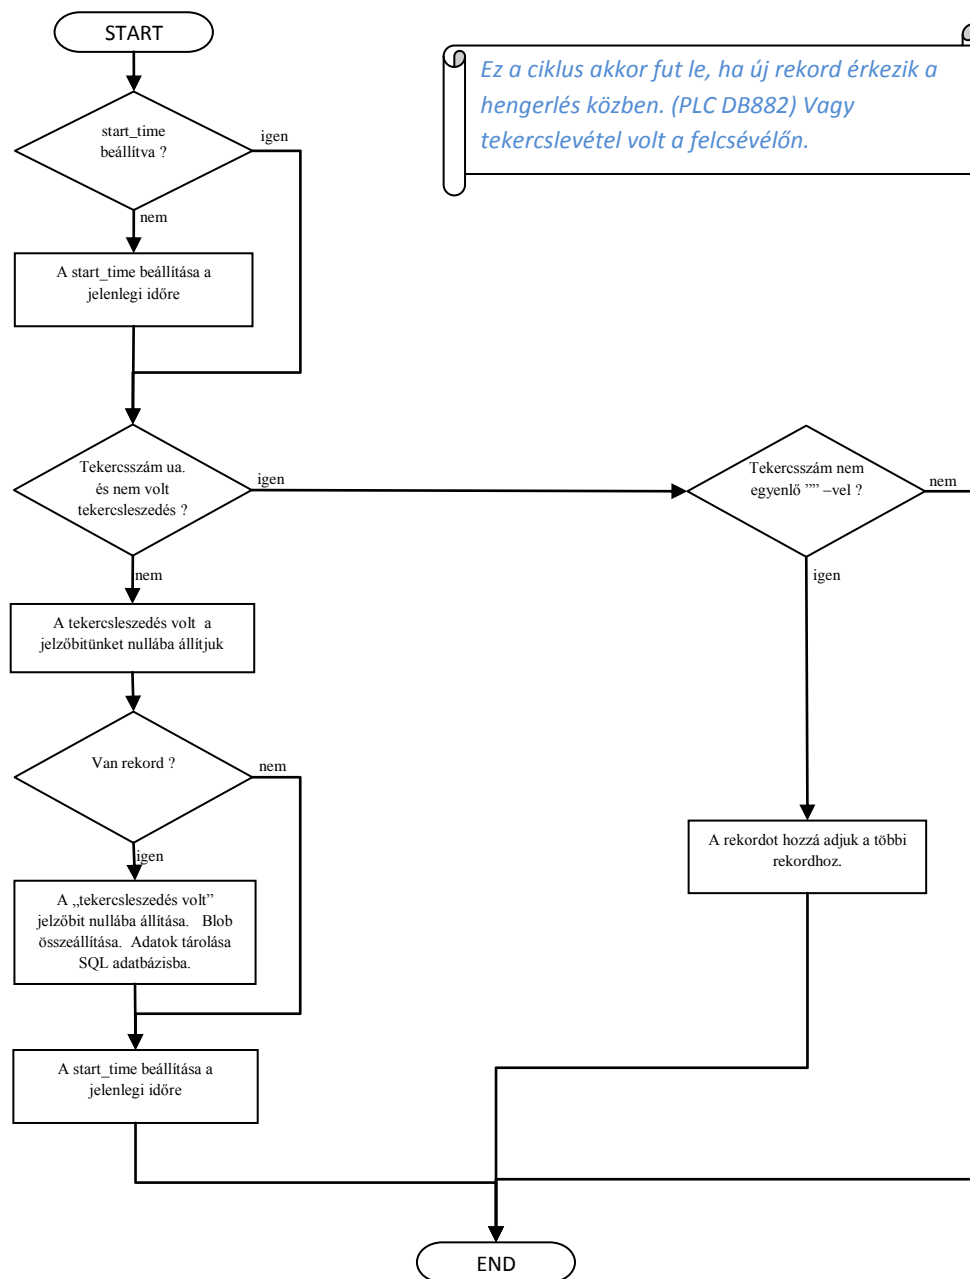 START
Ez a ciklus akkor fut le, ha új rekord érkezik a
hengerlés közben. (PLC DB882) Vagy
tekercslevétel volt a felcsévélőn.
start_time
beállítva ?
igen
nem
A start_time beállítása a
jelenlegi időre
Tekercsszám ua.
és nem volt
tekercsleszedés ?
igen
nem
Tekercsszám nem
egyenlő ”” –vel ?
nem
igen
A tekercsleszedés volt  a
jelzőbitünket nullába állítjuk
Van rekord ?
nem
igen
A rekordot hozzá adjuk a többi
rekordhoz.
A „tekercsleszedés volt”
jelzőbit nullába állítása.   Blob
összeállítása.  Adatok tárolása
SQL adatbázisba.
A start_time beállítása a
jelenlegi időre
END